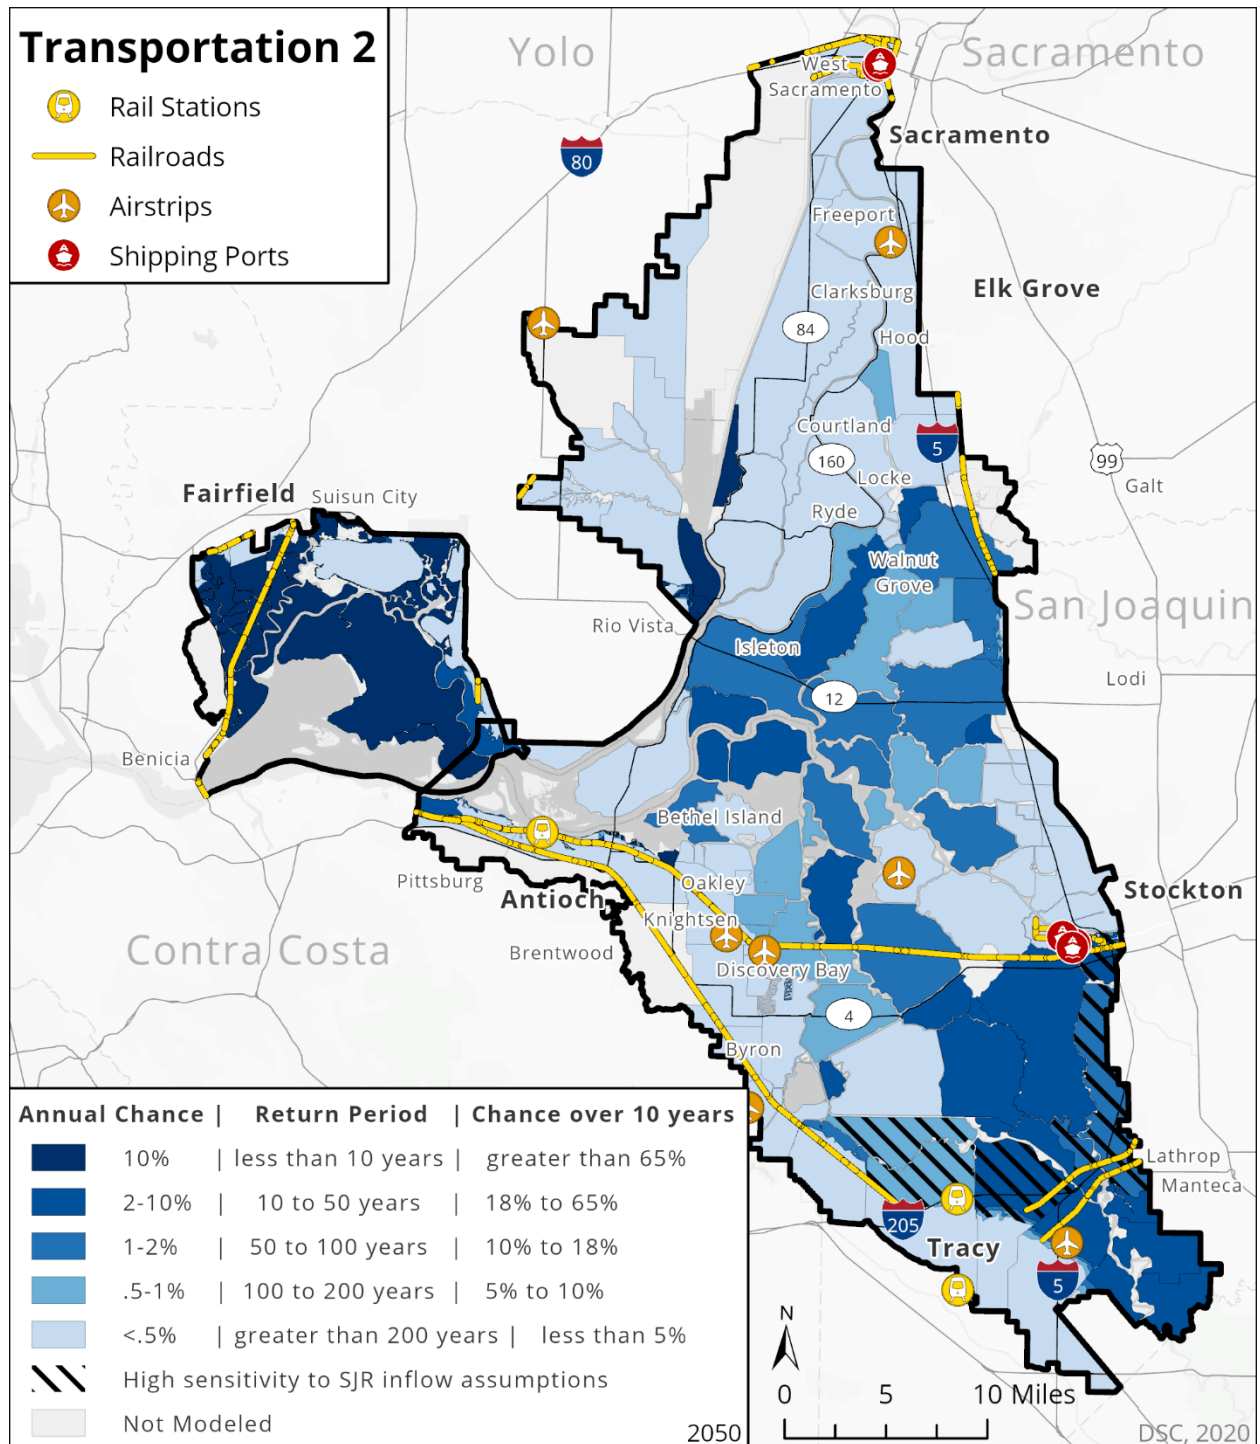 Transportation 2
Rail Stations
Railroads
Airstrips
Shipping Ports
Yolo
Sacramento
West
Sacramento
Sacramento
80
Freeport
Clarksburg
Elk Grove
84
Hood
Courtland
5
160
99
Locke
Galt
Fairfield
Suisun City
Ryde
Walnut
Grove
San Joaquin
Rio Vista
Isleton
Lodi
12
Benicia
Bethel Island
Pittsburg
Oakley
Antioch
Stockton
Knightsen
Contra Costa
Brentwood
Discovery Bay
4
Byron
Lathrop
Manteca
205
Tracy
5
Annual Chance | Return Period | Chance over 10 years
10% | less than 10 years | greater than 65%
2-10% | 10 to 50 years | 18% to 65%
1-2% | 50 to 100 years | 10% to 18%
.5-1% | 100 to 200 years | 5% to 10%
<.5% | greater than 200 years | less than 5%
High sensitivity to SJR inflow assumptions
Not Modeled
N
0 5 10 Miles
2050
DSC, 2020